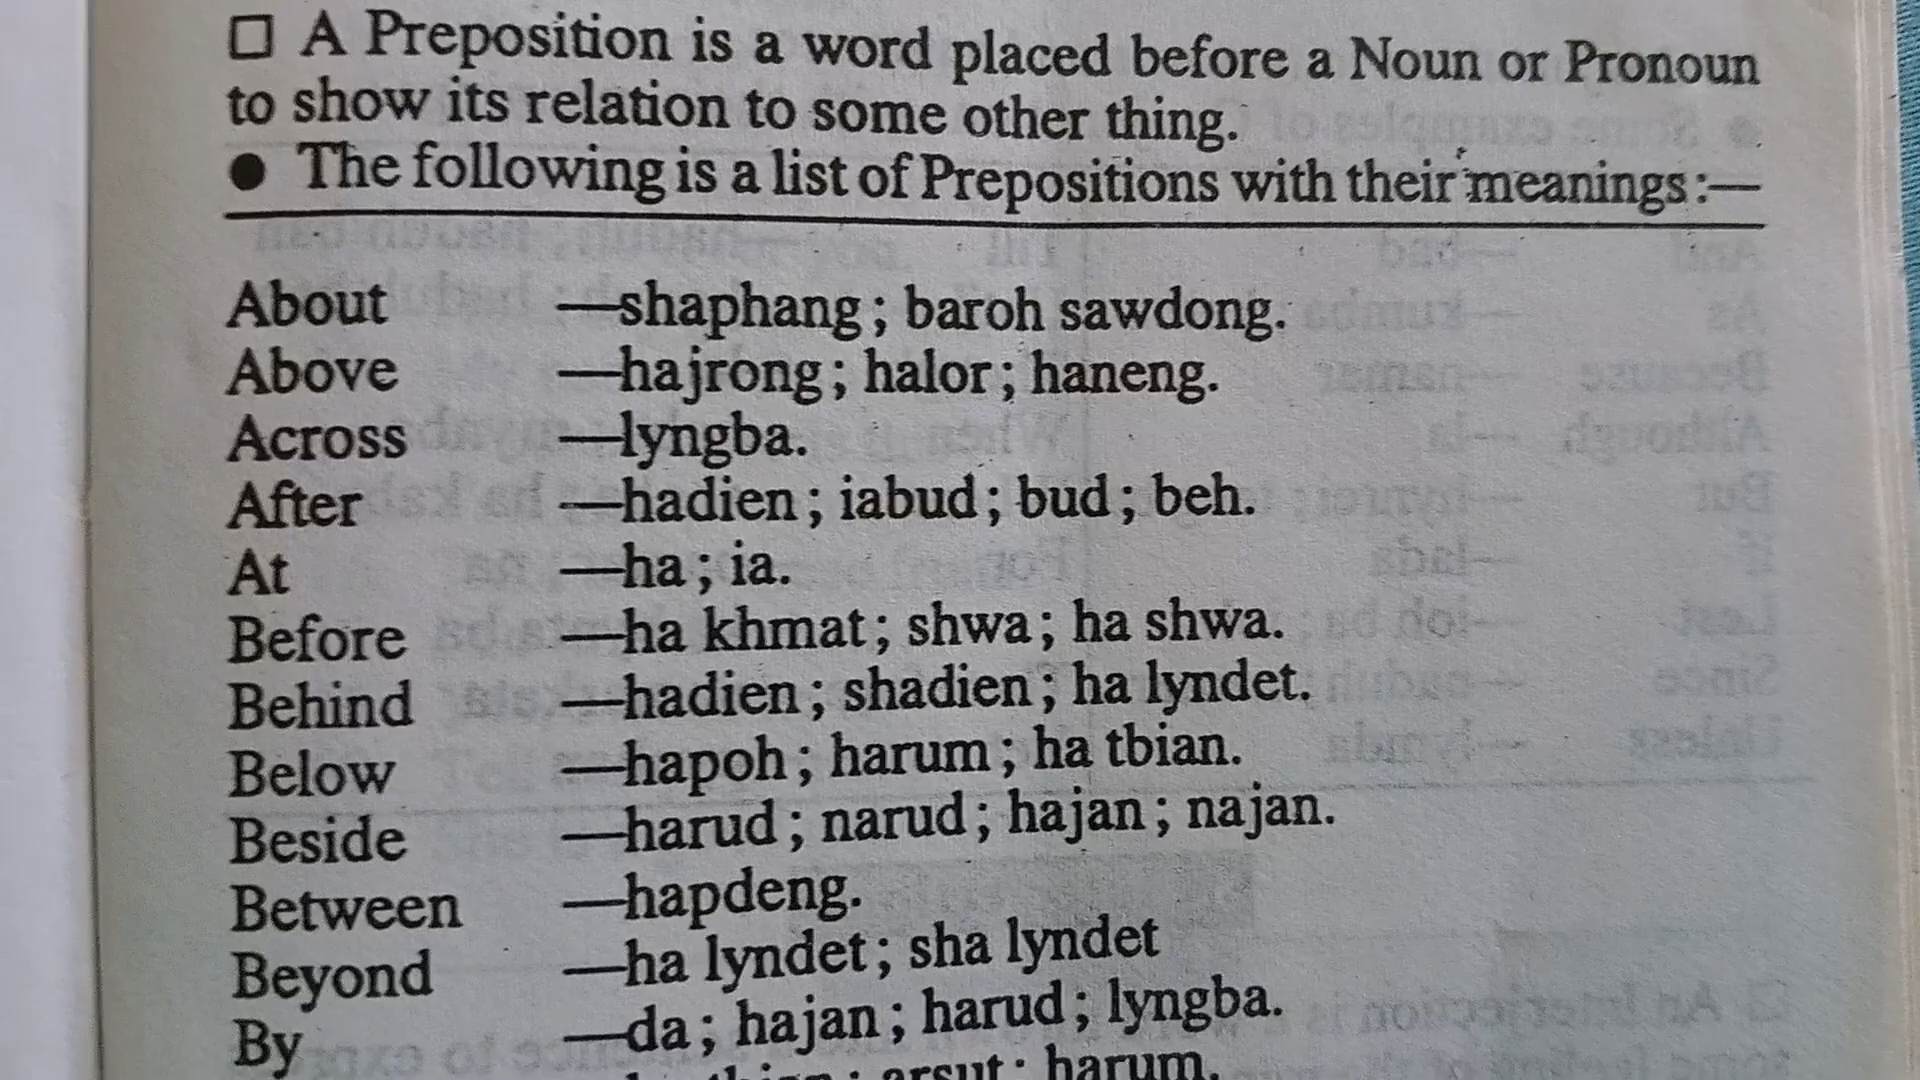 ☐ A Preposition is a word placed before a Noun or Pronoun
to show its relation to some other thing.
● The following is a list of Prepositions with their meanings :—
About —shaphang ; baroh sawdong.
Above —hajrong ; halor ; haneng.
Across —lyngba.
After —hadien ; iabud ; bud ; beh.
At —ha ; ia.
Before —ha khmat ; shwa ; ha shwa.
Behind —hadien ; shadien ; ha lyndet.
Below —hapoh ; harum ; ha tbian.
Beside —harud ; narud ; hajan ; najan.
Between —hapdeng.
Beyond —ha lyndet ; sha lyndet
By —da ; hajan ; harud ; lyngba.
harum.